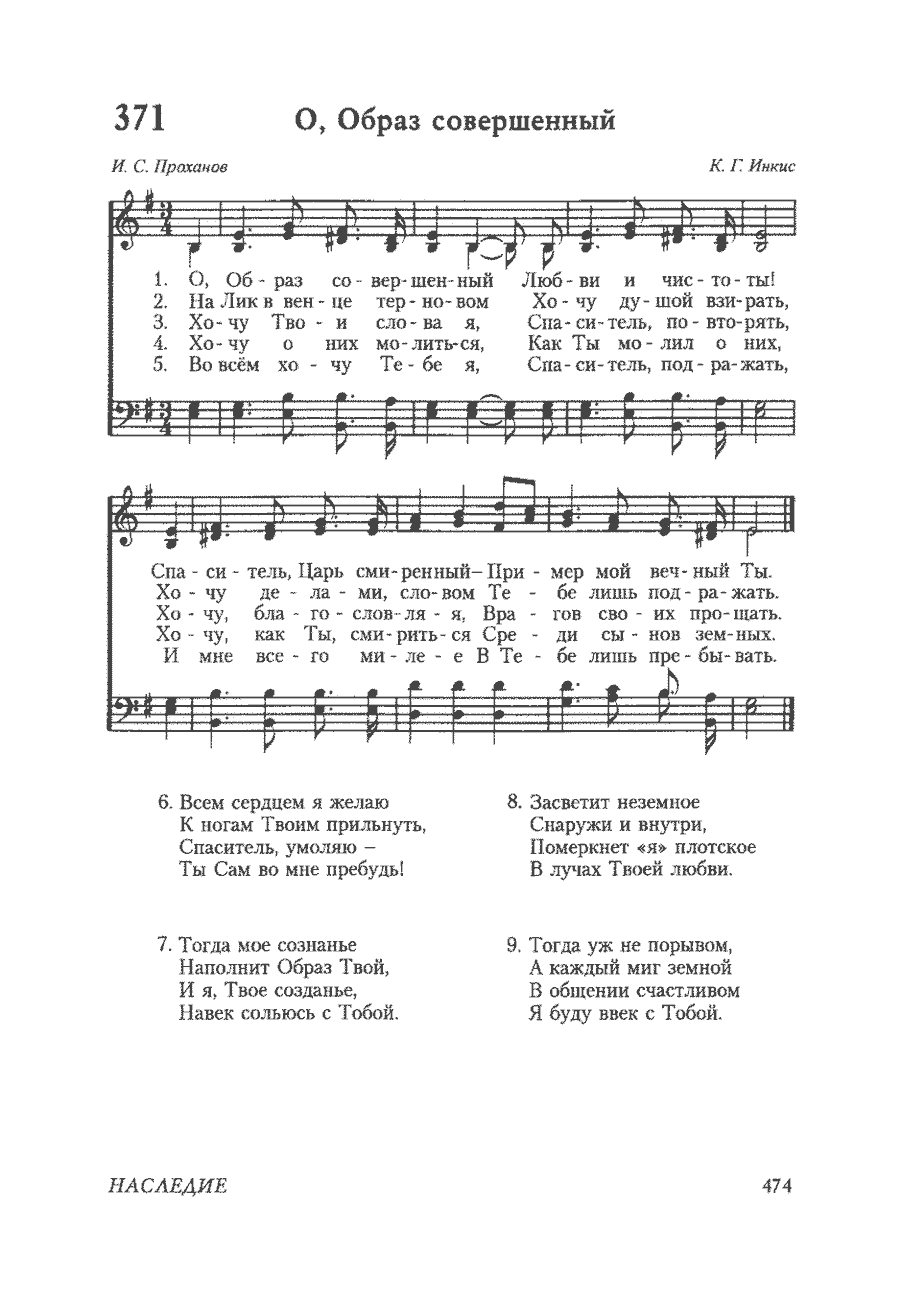 371 О, Образ совершенный
И. С. Проханов К. Г. Инкис
1. О, Об - раз со - вер - шен - ный Люб - ви и чис - то - ты!
2. На Лик в вен - це тер - но - вом Хо - чу ду - шой взи - рать,
3. Хо - чу Тво - и сло - ва я, Спа - си - тель, по - вто - рять,
4. Хо - чу о них мо - лить - ся, Как Ты мо - лил о них,
5. Во всём хо - чу Те - бе я, Спа - си - тель, под - ра - жать,
Спа - си - тель, Царь сми - ренный – При - мер мой веч - ный Ты.
Хо - чу де - ла - ми, сло - вом Те - бе лишь под - ра - жать.
Хо - чу, бла - го - слов - ля - я, Вра - гов сво - их про - щать.
Хо - чу, как Ты, сми - рить - ся Сре - ди сы - нов зем - ных.
И мне все - го ми - ле - е В Те - бе лишь пре - бы - вать.
6. Всем сердцем я желаю
К ногам Твоим прильнуть,
Спаситель, умоляю –
Ты Сам во мне пребудь!
7. Тогда мое сознанье
Наполнит Образ Твой,
И я, Твое созданье,
Навек сольюсь с Тобой.
8. Засветит неземное
Снаружи и внутри,
Померкнет «я» плотское
В лучах Твоей любви.
9. Тогда уж не порывом,
А каждый миг земной
В общении счастливом
Я буду ввек с Тобой.
НАСЛЕДИЕ 474